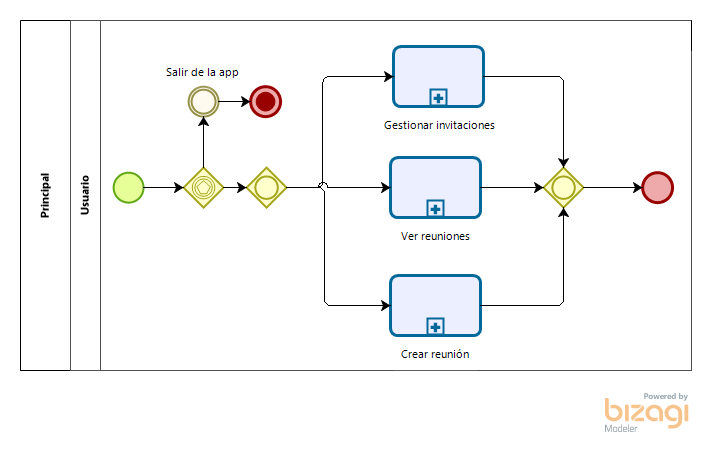 Principal
Usuario
Salir de la app
Gestionar invitaciones
Ver reuniones
Crear reunión
Powered by
bizagi
Modeler